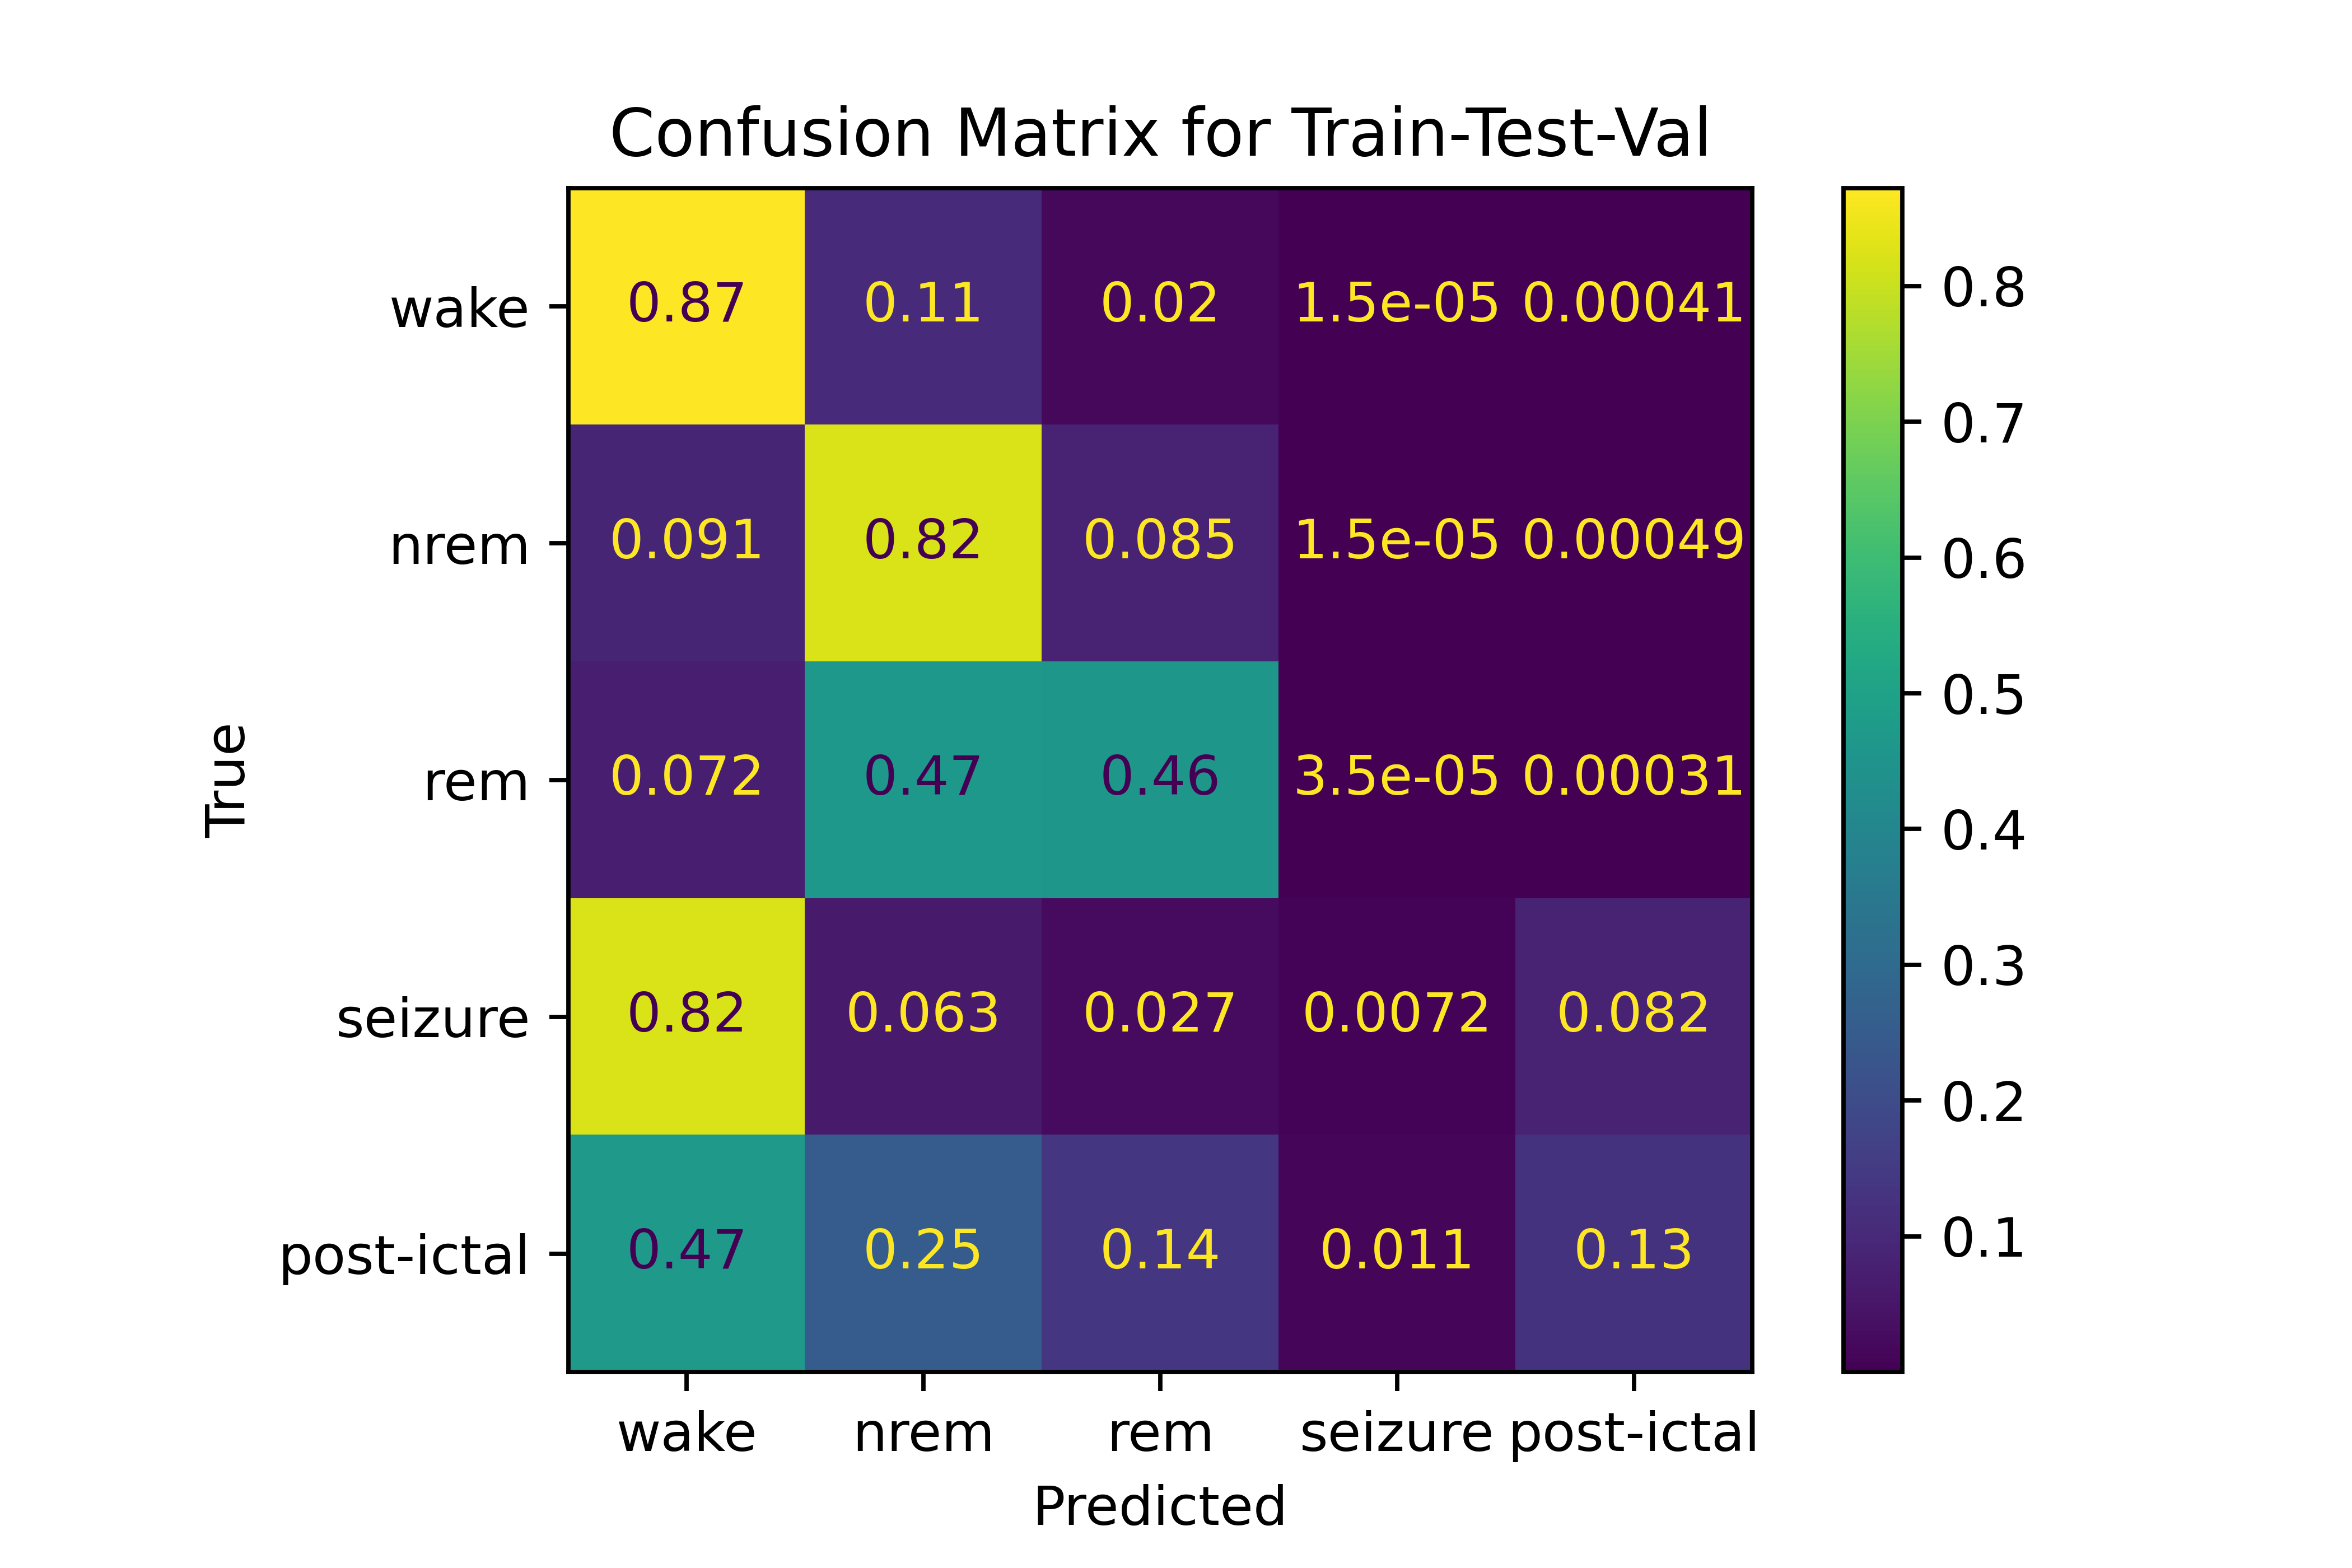 Confusion Matrix for Train-Test-Val
wake 0.87 0.11 0.02 1.5e-05 0.00041
nrem 0.091 0.82 0.085 1.5e-05 0.00049
rem 0.072 0.47 0.46 3.5e-05 0.00031
seizure 0.82 0.063 0.027 0.0072 0.082
post-ictal 0.47 0.25 0.14 0.011 0.13
True
wake nrem rem seizure post-ictal
Predicted
0.8
0.7
0.6
0.5
0.4
0.3
0.2
0.1